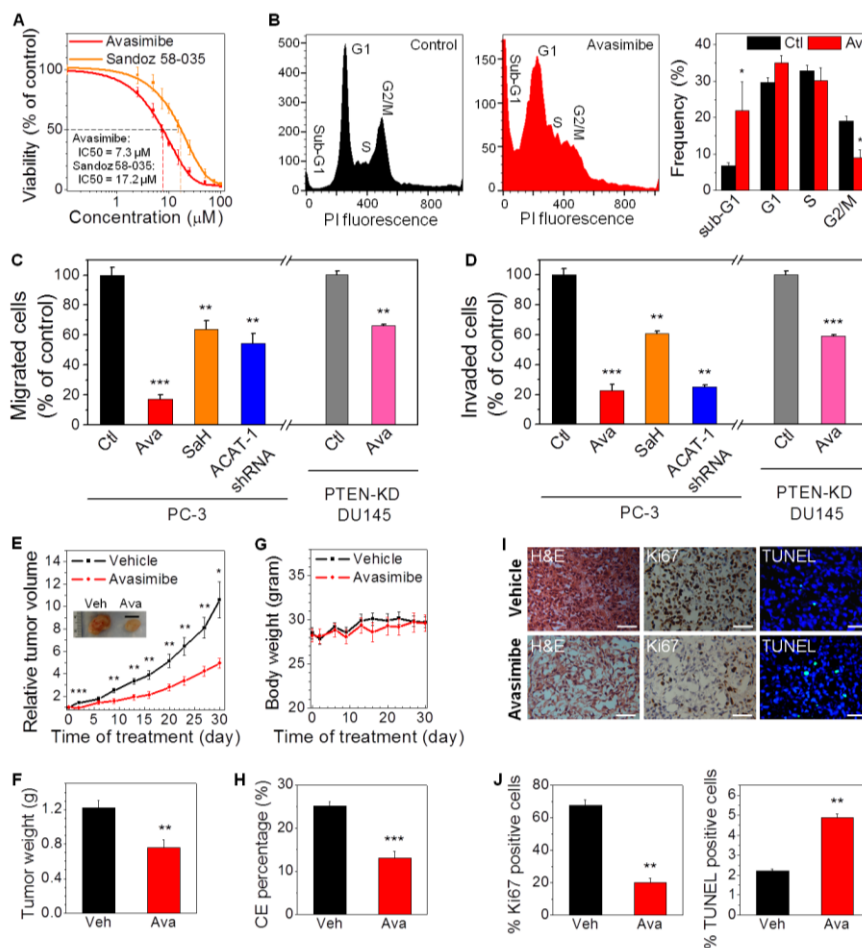 A
Avasimibe
Sandoz 58-035
Viability (% of control)
100
50
0
Avasimibe:
IC50 = 7.3 µM
Sandoz 58-035:
IC50 = 17.2 µM
1
10
100
Concentration (µM)
B
500
400
300
200
100
0
Control
Sub-G1
G1
S
G2/M
0
400
800
PI fluorescence
150
100
50
0
Avasimibe
Sub-G1
G1
S
G2/M
0
400
800
PI fluorescence
Ctl
Av
Frequency (%)
40
30
20
10
0
*
*
sub-G1
G1
S
G2/M
C
Migrated cells
(% of control)
100
80
60
40
20
0
***
**
**
**
Ctl
Ava
SaH
ACAT-1
shRNA
Ctl
Ava
PC-3
PTEN-KD
DU145
D
Invaded cells
(% of control)
100
80
60
40
20
0
***
**
**
***
Ctl
Ava
SaH
ACAT-1
shRNA
Ctl
Ava
PC-3
PTEN-KD
DU145
E
Relative tumor volume
14
12
10
8
6
4
2
Vehicle
Avasimibe
Veh
Ava
***
**
**
**
**
**
**
*
0
5
10
15
20
25
30
Time of treatment (day)
G
Body weight (gram)
40
35
30
25
20
Vehicle
Avasimibe
0
5
10
15
20
25
30
Time of treatment (day)
I
Vehicle
Avasimibe
H&E
Ki67
TUNEL
H&E
Ki67
TUNEL
F
Tumor weight (g)
1.2
0.8
0.4
0.0
**
Veh
Ava
H
CE percentage (%)
30
20
10
0
***
Veh
Ava
J
% Ki67 positive cells
80
60
40
20
0
**
Veh
Ava
% TUNEL positive cells
6
5
4
3
2
1
0
**
Veh
Ava